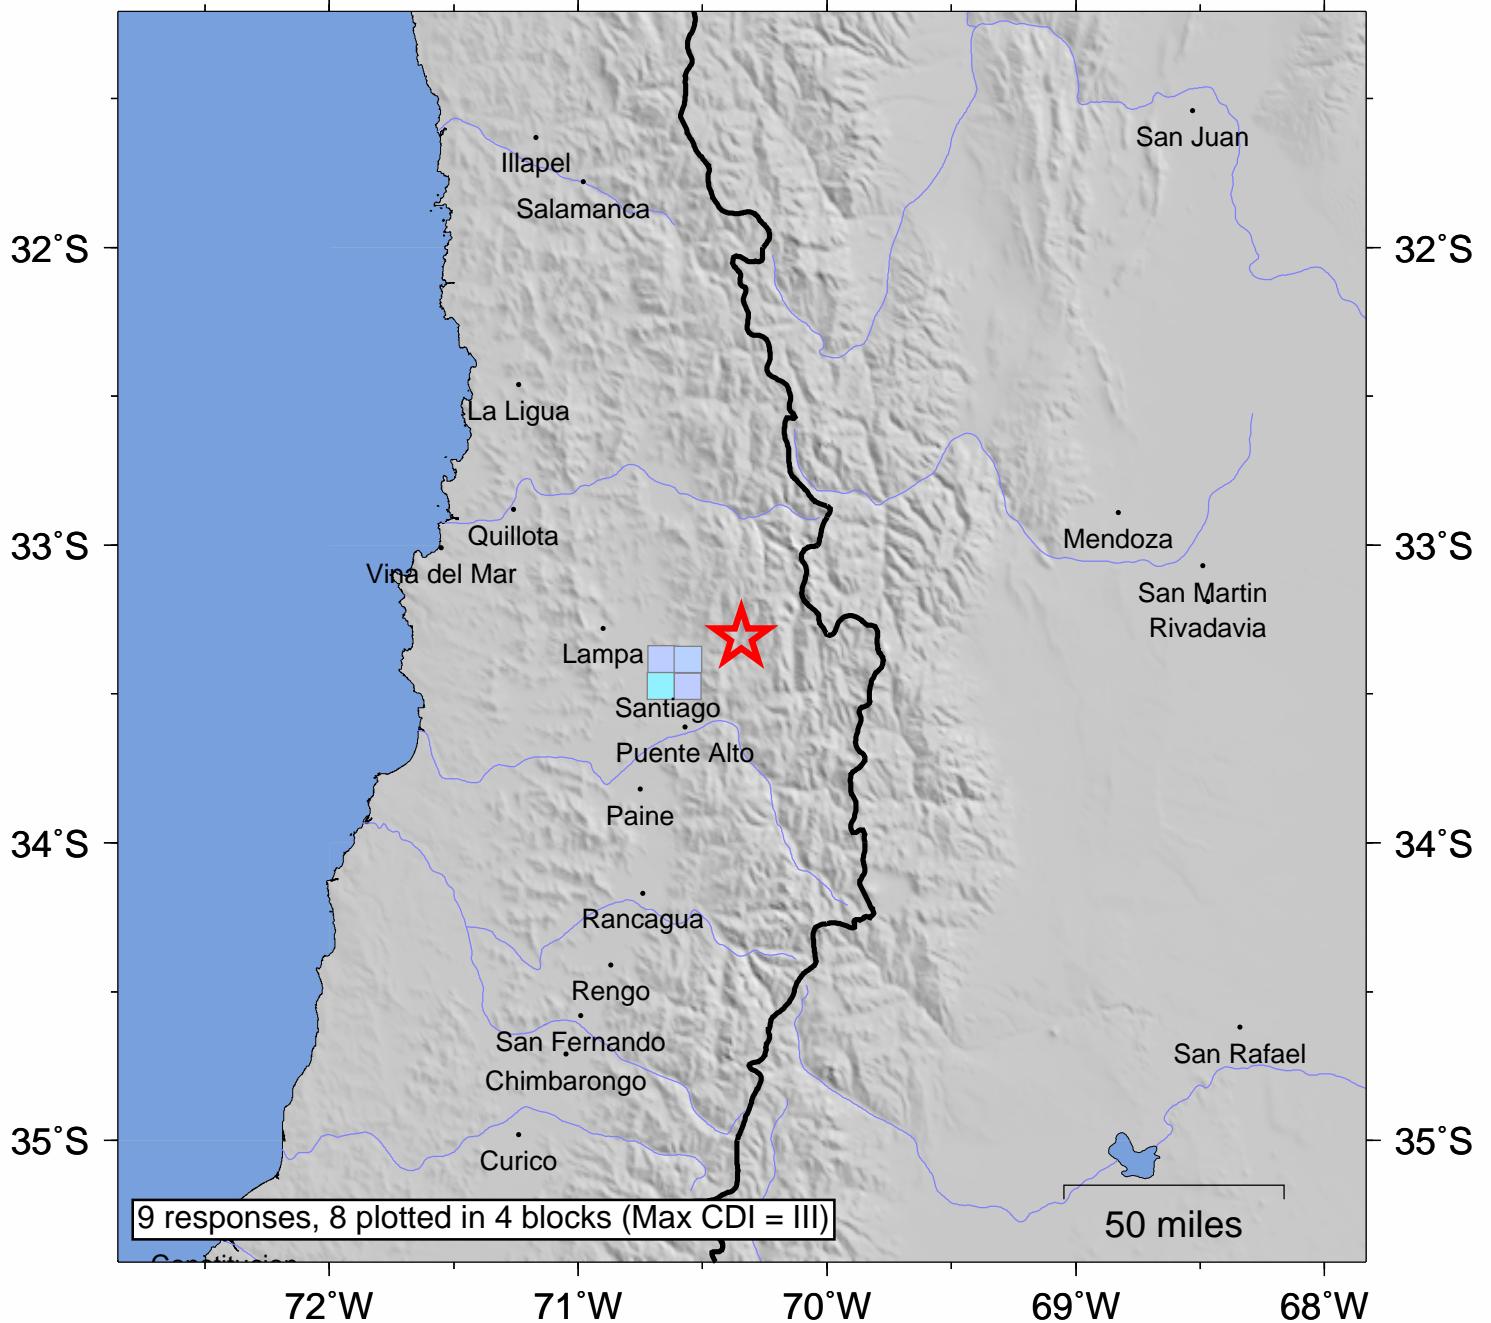 San Juan
Illapel
Salamanca
32°S
32°S
La Ligua
Quillota
Mendoza
33°S
33°S
Vina del Mar
San Martin
Rivadavia
Lampa
Santiago
Puente Alto
Paine
34°S
34°S
Rancagua
Rengo
San Fernando
San Rafael
Chimbarongo
35°S
35°S
Curico
9 responses, 8 plotted in 4 blocks (Max CDI = III)
50 miles
Constitucion
72°W
71°W
70°W
69°W
68°W